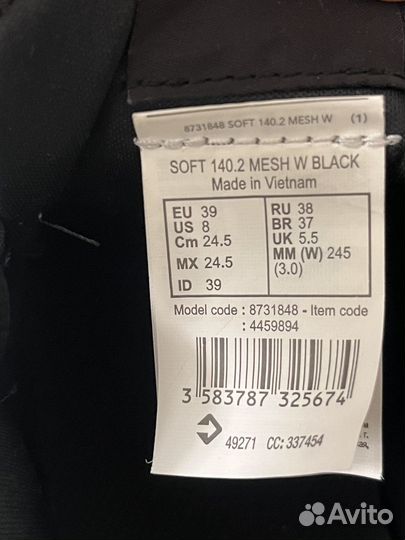 8731848 SOFT 140.2 MESH W (1)
SOFT 140.2 MESH W BLACK
Made in Vietnam
EU 39
US 8
Cm 24.5
MX 24.5
ID 39
RU 38
BR 37
UK 5.5
MM (W) 245
(3.0)
Model code : 8731848 - Item code
: 4459894
3 583787 325674
49271 CC: 337454
Avito